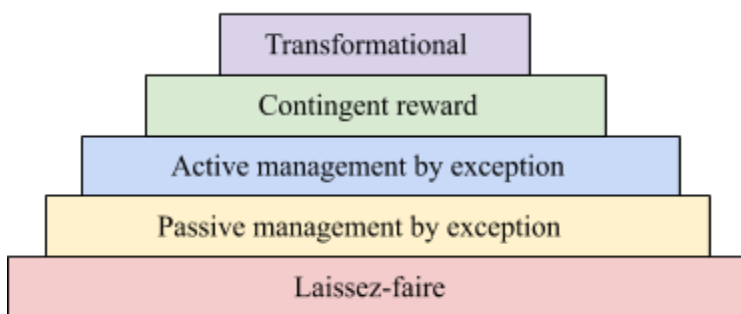 Transformational
Contingent reward
Active management by exception
Passive management by exception
Laissez-faire